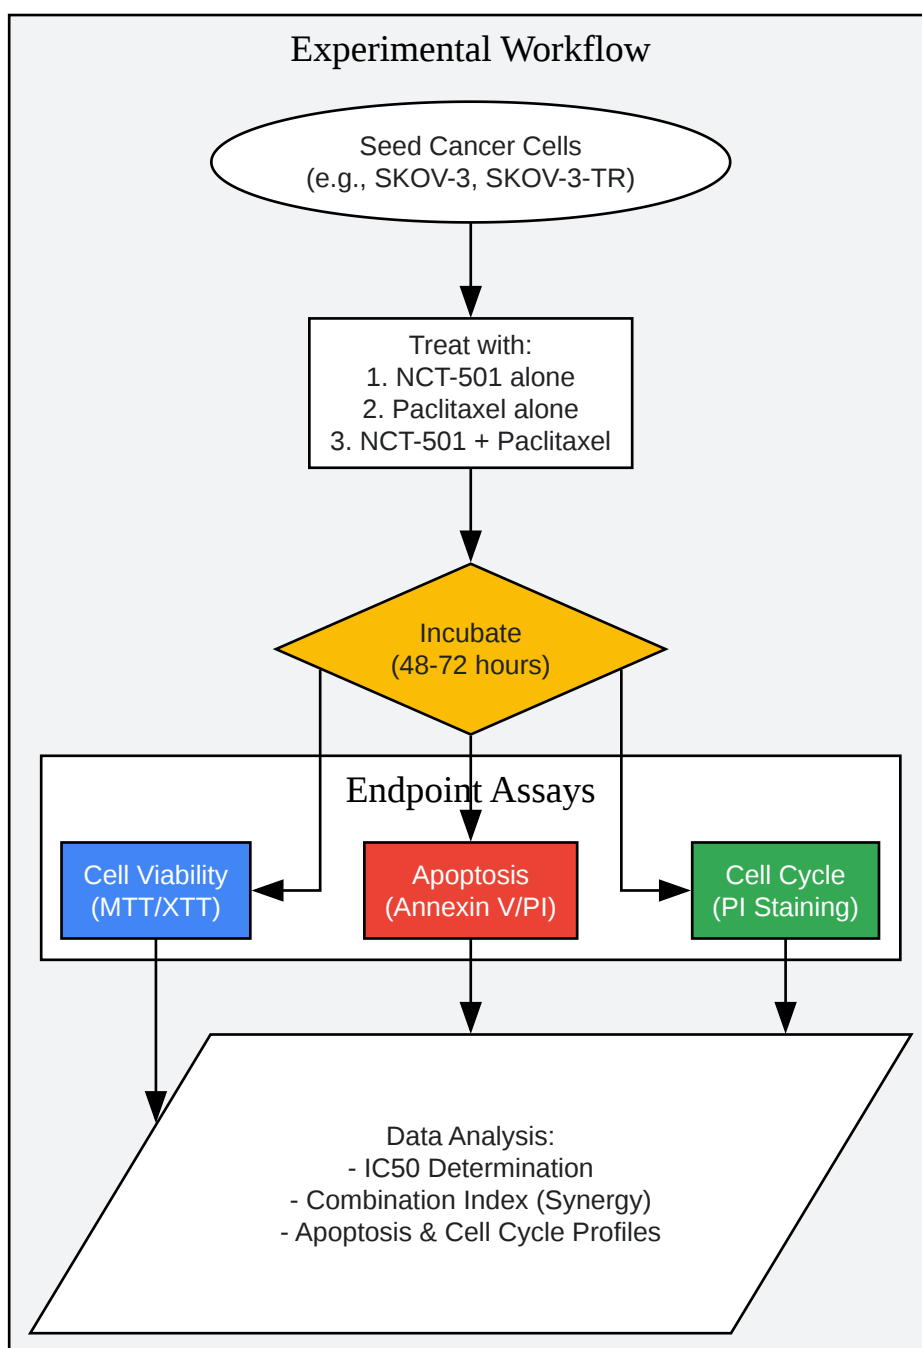 Experimental Workflow
Seed Cancer Cells
(e.g., SKOV-3, SKOV-3-TR)
Treat with:
1. NCT-501 alone
2. Paclitaxel alone
3. NCT-501 + Paclitaxel
Incubate
(48-72 hours)
Endpoint Assays
Cell Viability
(MTT/XTT)
Apoptosis
(Annexin V/PI)
Cell Cycle
(PI Staining)
Data Analysis:
- IC50 Determination
- Combination Index (Synergy)
- Apoptosis & Cell Cycle Profiles